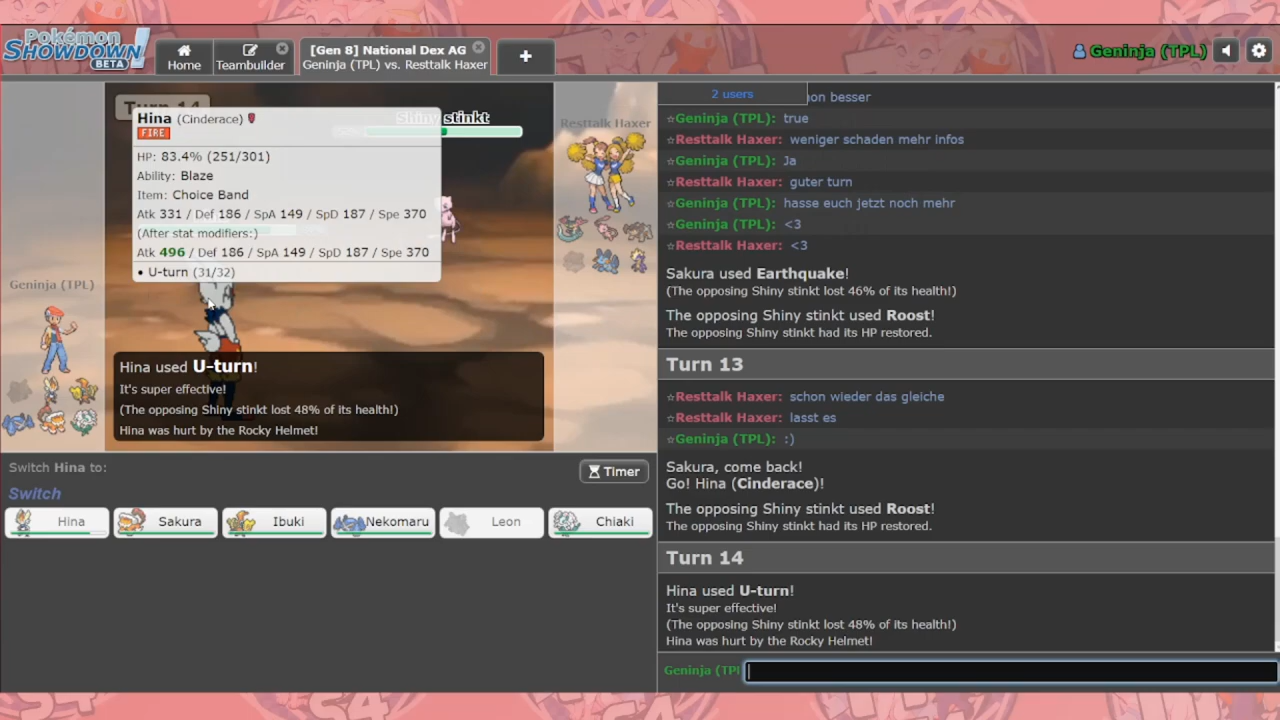 Pokémon
SHOWDOWN!
BETA
Home
Teambuilder
[Gen 8] National Dex AG
Geninja (TPL) vs. Resttalk Haxer
+
Geninja (TPL)
Turn 14
Hina (Cinderace)
FIRE
HP: 83.4% (251/301)
Ability: Blaze
Item: Choice Band
Atk 331 / Def 186 / SpA 149 / SpD 187 / Spe 370
(After stat modifiers:)
Atk 496 / Def 186 / SpA 149 / SpD 187 / Spe 370
• U-turn (31/32)
Shiny stinkt
Resttalk Haxer
Geninja (TPL)
Hina used U-turn!
It's super effective!
(The opposing Shiny stinkt lost 48% of its health!)
Hina was hurt by the Rocky Helmet!
Switch Hina to:
Timer
Switch
Hina
Sakura
Ibuki
Nekomaru
Leon
Chiaki
2 users
besser
☆Geninja (TPL): true
☆Resttalk Haxer: weniger schaden mehr infos
☆Geninja (TPL): Ja
☆Resttalk Haxer: guter turn
☆Geninja (TPL): hasse euch jetzt noch mehr
☆Geninja (TPL): <3
☆Resttalk Haxer: <3
Sakura used Earthquake!
(The opposing Shiny stinkt lost 46% of its health!)
The opposing Shiny stinkt used Roost!
The opposing Shiny stinkt had its HP restored.
Turn 13
☆Resttalk Haxer: schon wieder das gleiche
☆Resttalk Haxer: lasst es
☆Geninja (TPL): :)
Sakura, come back!
Go! Hina (Cinderace)!
The opposing Shiny stinkt used Roost!
The opposing Shiny stinkt had its HP restored.
Turn 14
Hina used U-turn!
It's super effective!
(The opposing Shiny stinkt lost 48% of its health!)
Hina was hurt by the Rocky Helmet!
Geninja (TPL